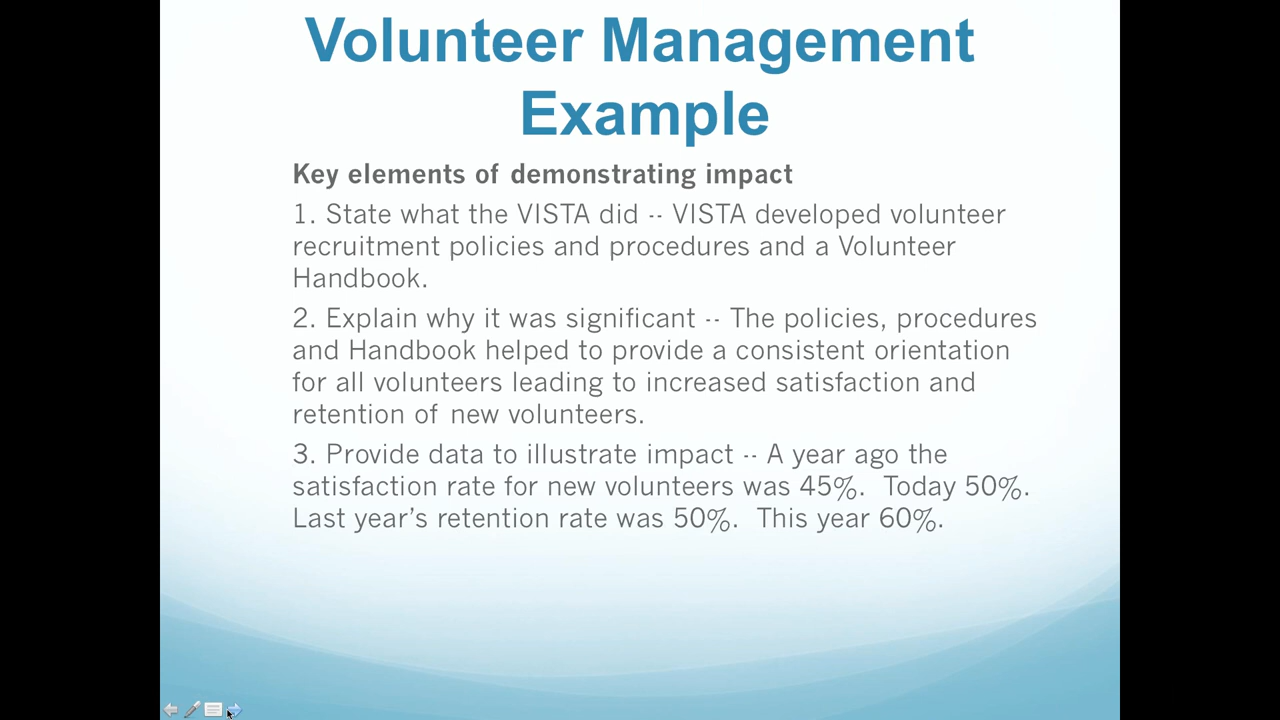 Volunteer Management
Example
Key elements of demonstrating impact
1. State what the VISTA did -- VISTA developed volunteer
recruitment policies and procedures and a Volunteer
Handbook.
2. Explain why it was significant -- The policies, procedures
and Handbook helped to provide a consistent orientation
for all volunteers leading to increased satisfaction and
retention of new volunteers.
3. Provide data to illustrate impact -- A year ago the
satisfaction rate for new volunteers was 45%.  Today 50%.
Last year’s retention rate was 50%.  This year 60%.